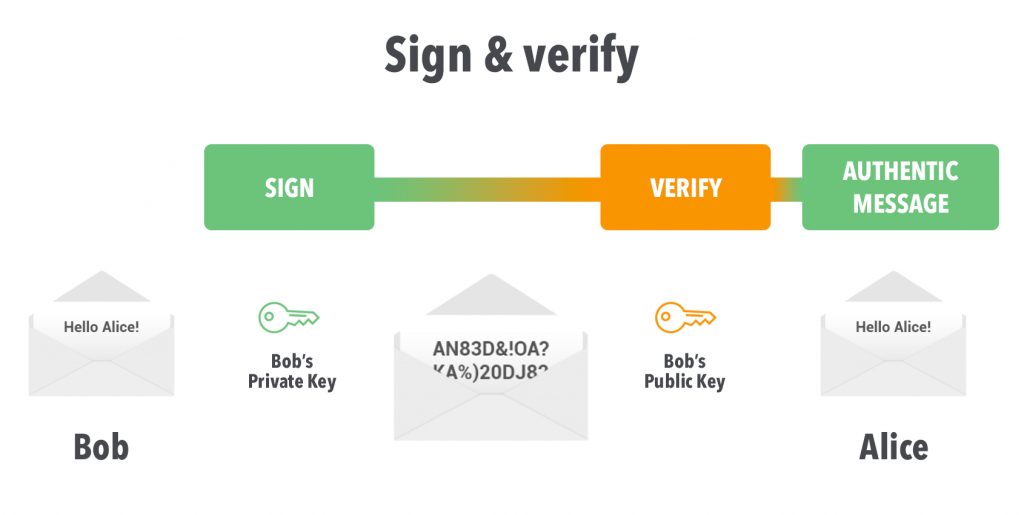 Sign & verify
SIGN
VERIFY
AUTHENTIC
MESSAGE
Hello Alice!
Bob's
Private Key
AN83D&!OA?
KA%)20DJ8?
Bob's
Public Key
Hello Alice!
Bob
Alice